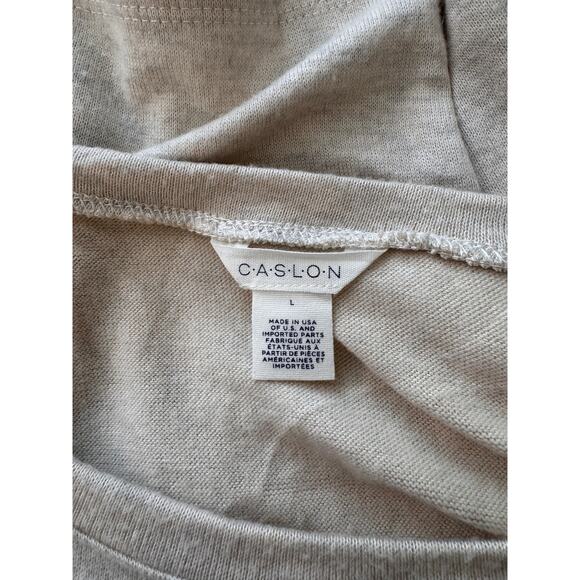 C·A·S·L·O·N
L
MADE IN USA
OF U.S. AND
IMPORTED PARTS
FABRIQUÉ AUX
ÉTATS-UNIS À
PARTIR DE PIÈCES
AMÉRICAINES ET
IMPORTÉES